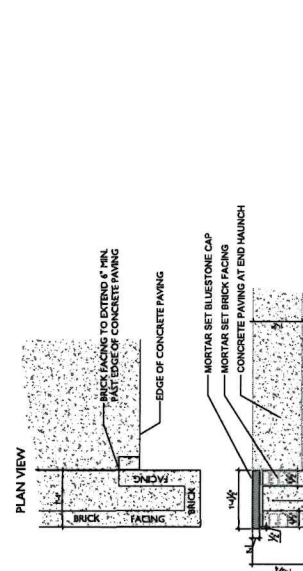 PLAN VIEW
BRICK FACING TO EXTEND 6" MIN.
PAST EDGE OF CONCRETE PAVING
EDGE OF CONCRETE PAVING
BRICK
FACING
BRICK
FACING
MORTAR SET BLUESTONE CAP
MORTAR SET BRICK FACING
CONCRETE PAVING AT END HAUNCH